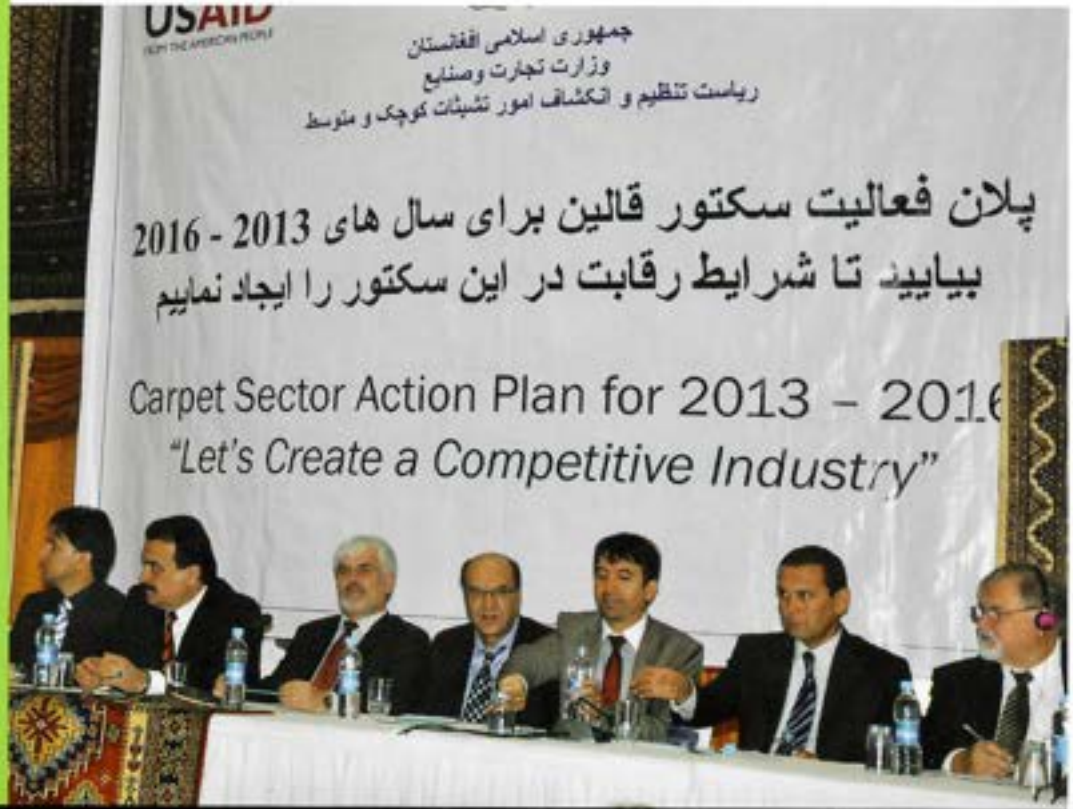 USAID
FROM THE AMERICAN PEOPLE
جمهوری اسلامی افغانستان
وزارت تجارت وصنایع
ریاست تنظیم و انکشاف امور تشبثات کوچک و متوسط
پلان فعالیت سکتور قالین برای سال های 2013 - 2016
بیایید تا شرایط رقابت در این سکتور را ایجاد نماییم
Carpet Sector Action Plan for 2013 – 2016
“Let's Create a Competitive Industry”